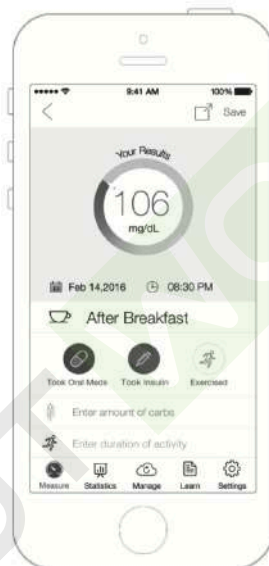 9:41 AM 100%
Save
Your Results
106
mg/dL
Feb 14,2016 08:30 PM
After Breakfast
Took Oral Meds Took Insulin Exercised
Enter amount of carbs
Enter duration of activity
Measure Statistics Manage Learn Settings